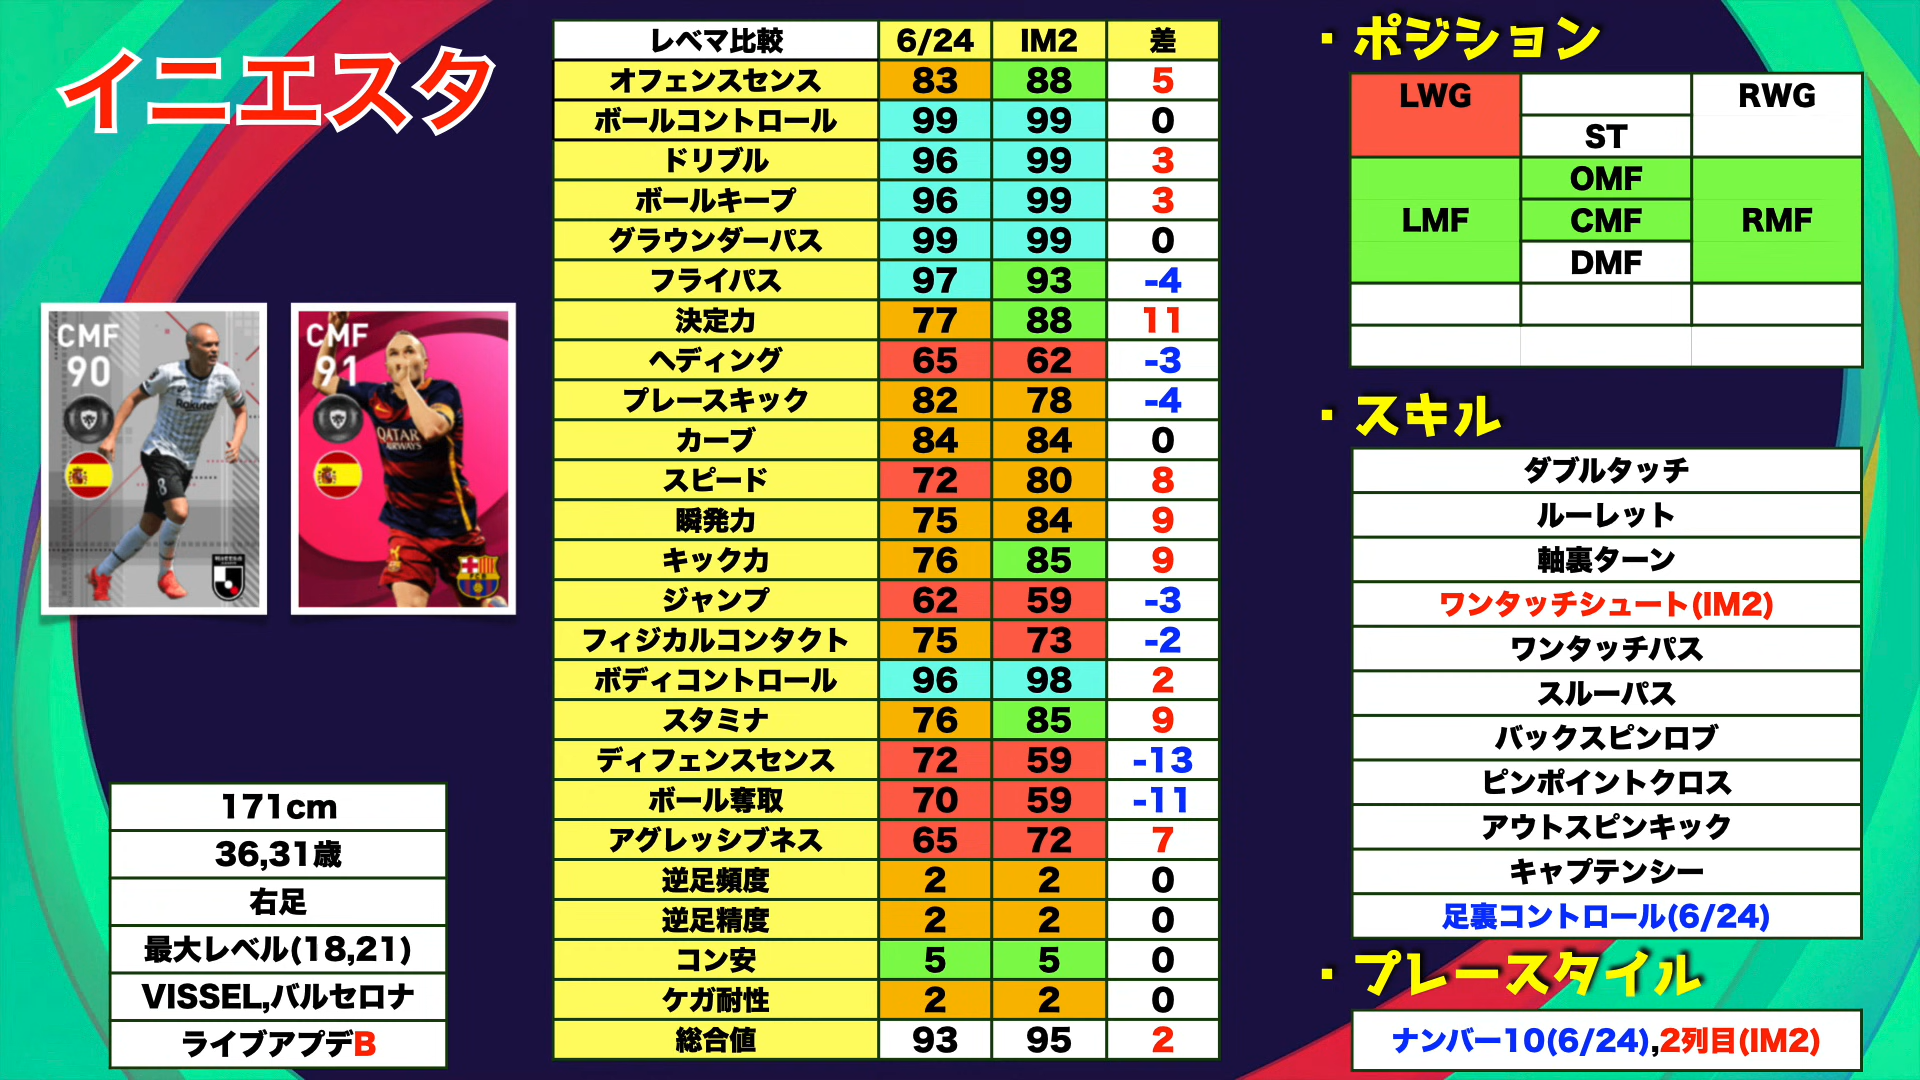 イニエスタ
CMF
90
Rakuten
8
CMF
91
QATAR
AIRWAYS
FCB
171cm
36,31歳
右足
最大レベル(18,21)
VISSEL,バルセロナ
ライブアプデB
レベマ比較 6/24 IM2 差
オフェンスセンス 83 88 5
ボールコントロール 99 99 0
ドリブル 96 99 3
ボールキープ 96 99 3
グラウンダーパス 99 99 0
フライパス 97 93 -4
決定力 77 88 11
ヘディング 65 62 -3
プレースキック 82 78 -4
カーブ 84 84 0
スピード 72 80 8
瞬発力 75 84 9
キック力 76 85 9
ジャンプ 62 59 -3
フィジカルコンタクト 75 73 -2
ボディコントロール 96 98 2
スタミナ 76 85 9
ディフェンスセンス 72 59 -13
ボール奪取 70 59 -11
アグレッシブネス 65 72 7
逆足頻度 2 2 0
逆足精度 2 2 0
コン安 5 5 0
ケガ耐性 2 2 0
総合値 93 95 2
・ポジション
LWG RWG
ST
OMF
LMF CMF RMF
DMF
・スキル
ダブルタッチ
ルーレット
軸裏ターン
ワンタッチシュート(IM2)
ワンタッチパス
スルーパス
バックスピンロブ
ピンポイントクロス
アウトスピンキック
キャプテンシー
足裏コントロール(6/24)
・プレースタイル
ナンバー10(6/24),2列目(IM2)